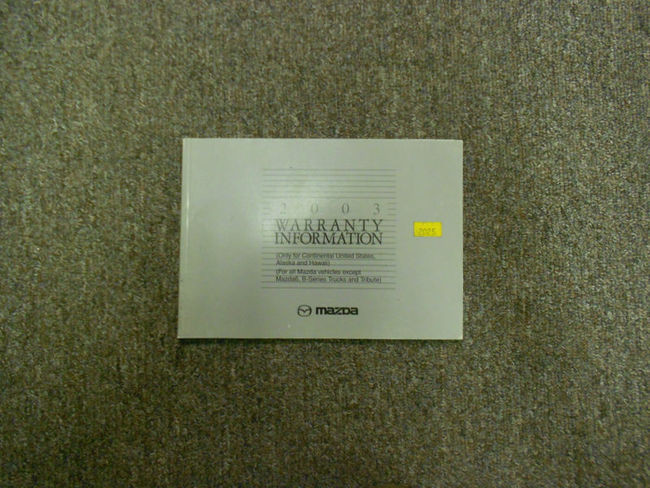 2003
WARRANTY
INFORMATION
(Only for Continental United States,
Alaska and Hawaii)
(For all Mazda vehicles except
Mazda6, B-Series Trucks and Tribute)
mazda